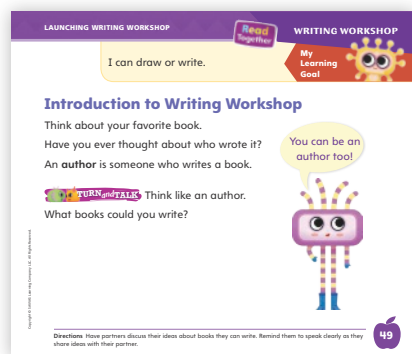 LAUNCHING WRITING WORKSHOP
Read
Together
WRITING WORKSHOP
I can draw or write.
My
Learning
Goal
Introduction to Writing Workshop
Think about your favorite book.
Have you ever thought about who wrote it?
An author is someone who writes a book.
You can be an
author too!
TURN and TALK Think like an author.
What books could you write?
Directions Have partners discuss their ideas about books they can write. Remind them to speak clearly as they
share ideas with their partner.
49